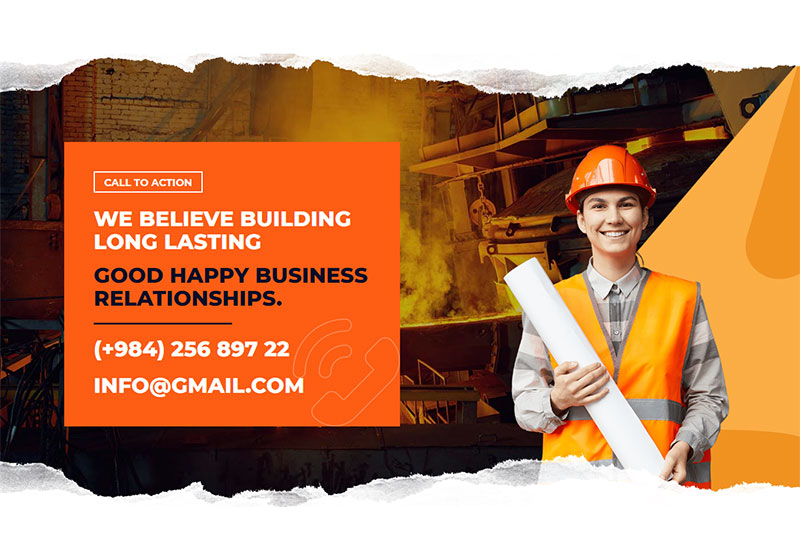 CALL TO ACTION
WE BELIEVE BUILDING
LONG LASTING
GOOD HAPPY BUSINESS
RELATIONSHIPS.
(+984) 256 897 22
INFO@GMAIL.COM